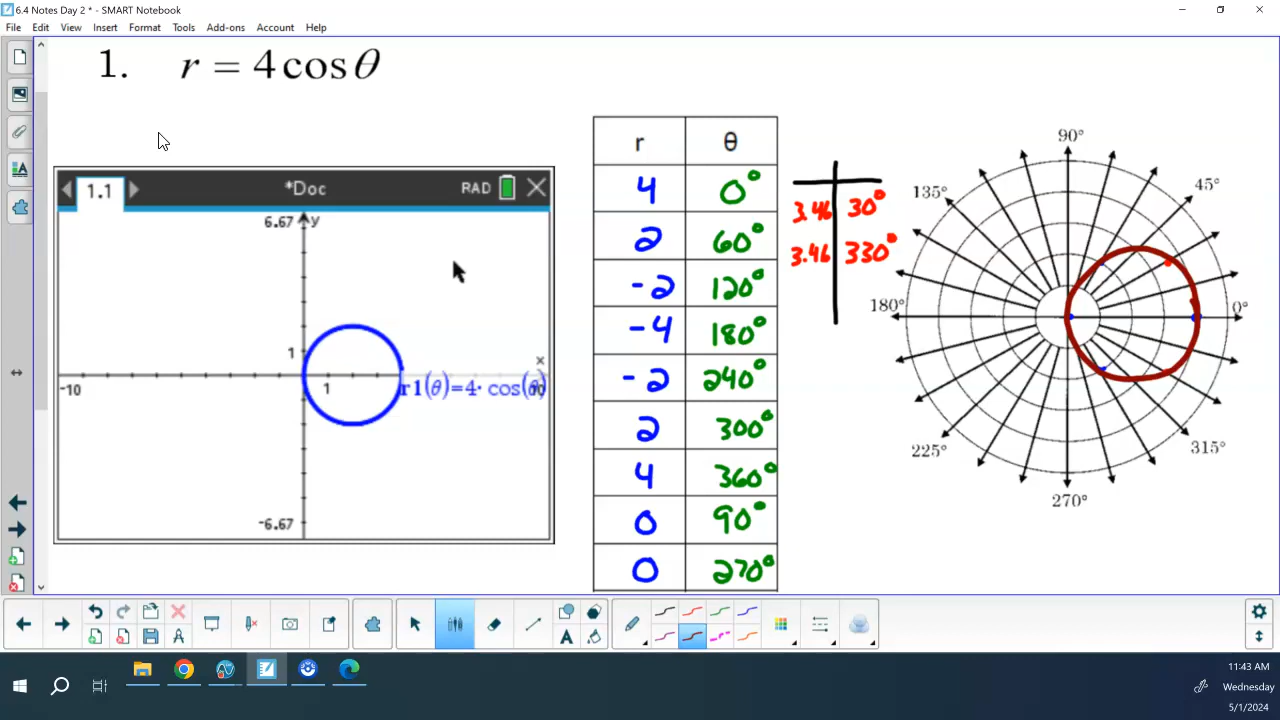 6.4 Notes Day 2 * - SMART Notebook
File Edit View Insert Format Tools Add-ons Account Help
1. r = 4 cos θ
1.1 *Doc RAD
6.67 y
1
x
-10 1 10
r1(θ)=4· cos(θ)
-6.67
r θ
4 0°
2 60°
-2 120°
-4 180°
-2 240°
2 300°
4 360°
0 90°
0 270°
3.46 30°
3.46 330°
90°
135° 45°
180° 0°
225° 315°
270°
11:43 AM
Wednesday
5/1/2024